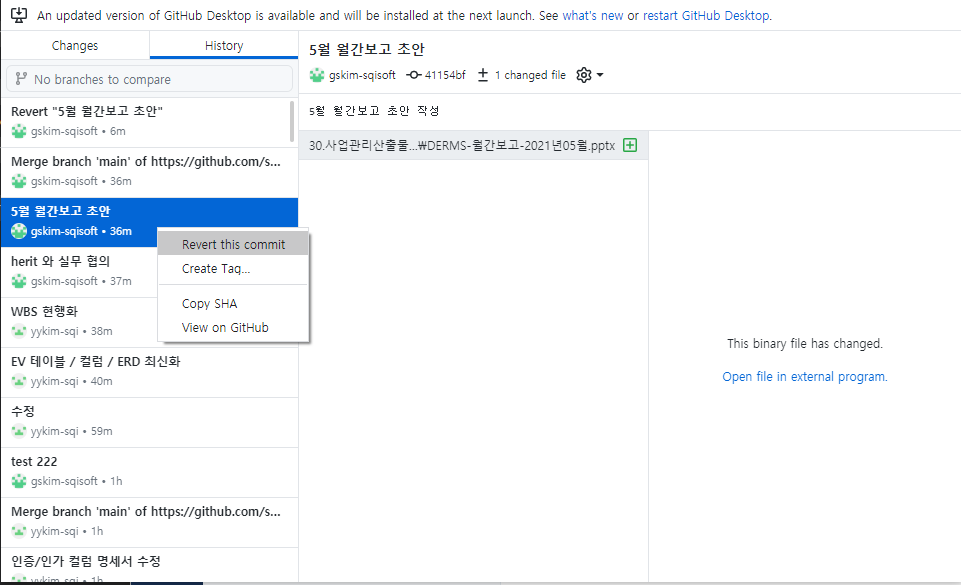 An updated version of GitHub Desktop is available and will be installed at the next launch. See what's new or restart GitHub Desktop.
Changes
History
No branches to compare
Revert "5월 월간보고 초안"
gskim-sqisoft • 6m
Merge branch 'main' of https://github.com/s...
gskim-sqisoft • 36m
5월 월간보고 초안
gskim-sqisoft • 36m
herit 와 실무 협의
gskim-sqisoft • 37m
WBS 현행화
yykim-sqi • 38m
EV 테이블 / 컬럼 / ERD 최신화
yykim-sqi • 40m
수정
yykim-sqi • 59m
test 222
gskim-sqisoft • 1h
Merge branch 'main' of https://github.com/s...
yykim-sqi • 1h
인증/인가 컬럼 명세서 수정
yykim-sqi • 1h
Revert this commit
Create Tag...
Copy SHA
View on GitHub
5월 월간보고 초안
gskim-sqisoft 41154bf 1 changed file
5월 월간보고 초안 작성
30.사업관리산출물...₩DERMS-월간보고-2021년05월.pptx
This binary file has changed.
Open file in external program.